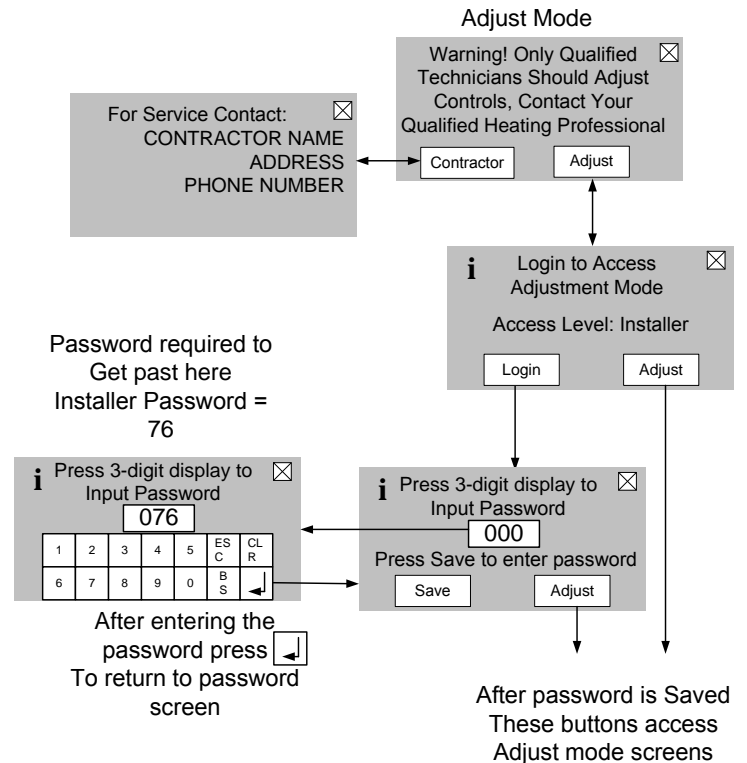 Adjust Mode
Warning! Only Qualified
Technicians Should Adjust
Controls, Contact Your
Qualified Heating Professional
Contractor
Adjust
For Service Contact:
CONTRACTOR NAME
ADDRESS
PHONE NUMBER
i
Login to Access
Adjustment Mode
Access Level: Installer
Login
Adjust
Password required to
Get past here
Installer Password =
76
i
Press 3-digit display to
Input Password
076
1 2 3 4 5 ES
C CL
R
6 7 8 9 0 B
S
i
Press 3-digit display to
Input Password
000
Press Save to enter password
Save
Adjust
After entering the
password press
To return to password
screen
After password is Saved
These buttons access
Adjust mode screens